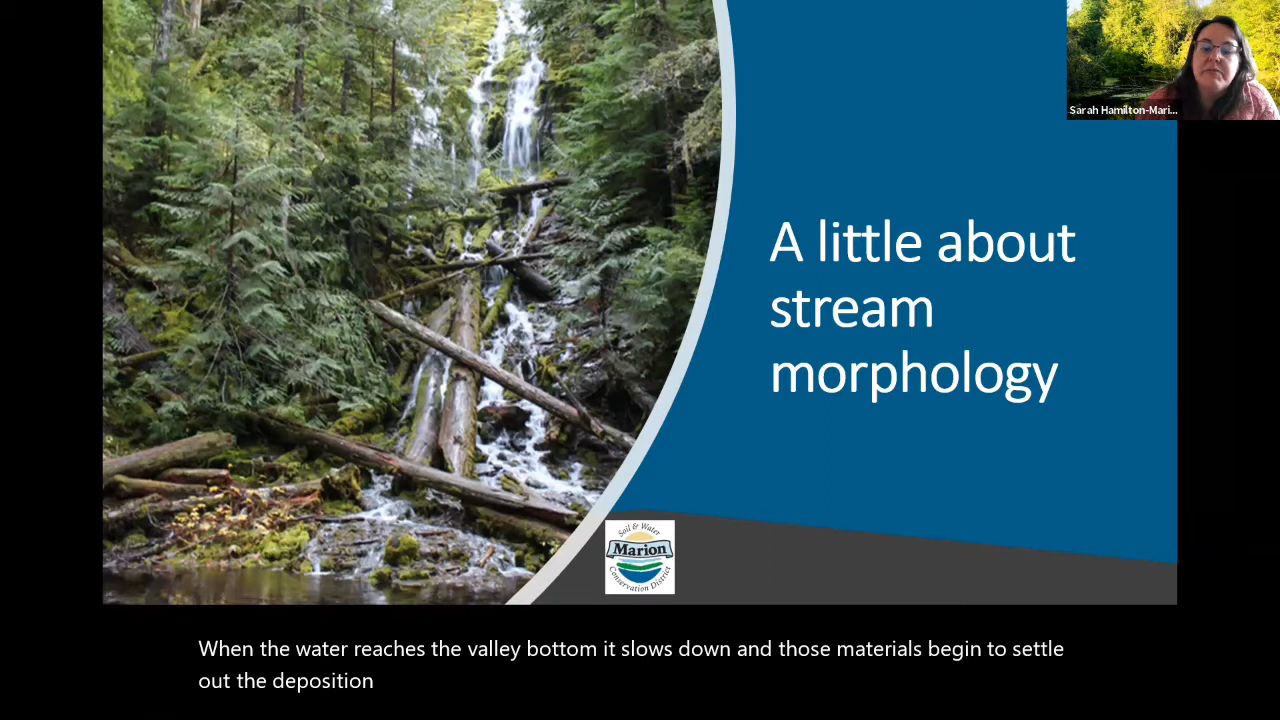 Sarah Hamilton-Mari...
A little about
stream
morphology
Soil & Water
Marion
Conservation District
When the water reaches the valley bottom it slows down and those materials begin to settle
out the deposition